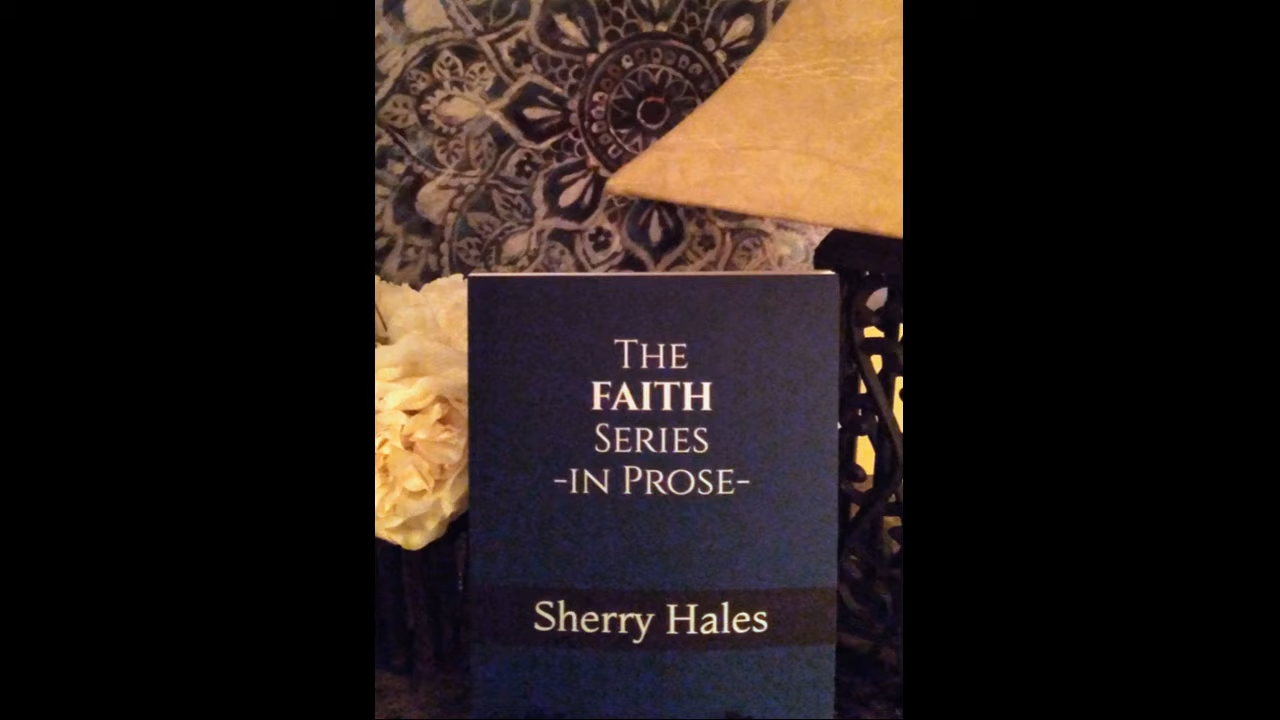 THE
FAITH
SERIES
-IN PROSE-
Sherry Hales